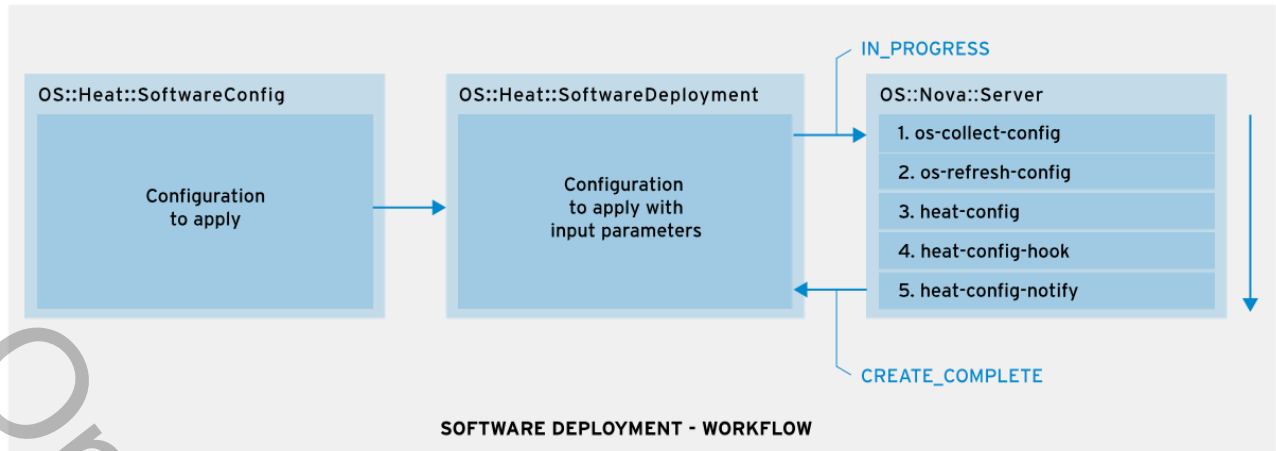 IN_PROGRESS
OS::Heat::SoftwareConfig
Configuration
to apply
OS::Heat::SoftwareDeployment
Configuration
to apply with
input parameters
OS::Nova::Server
1. os-collect-config
2. os-refresh-config
3. heat-config
4. heat-config-hook
5. heat-config-notify
CREATE_COMPLETE
SOFTWARE DEPLOYMENT - WORKFLOW